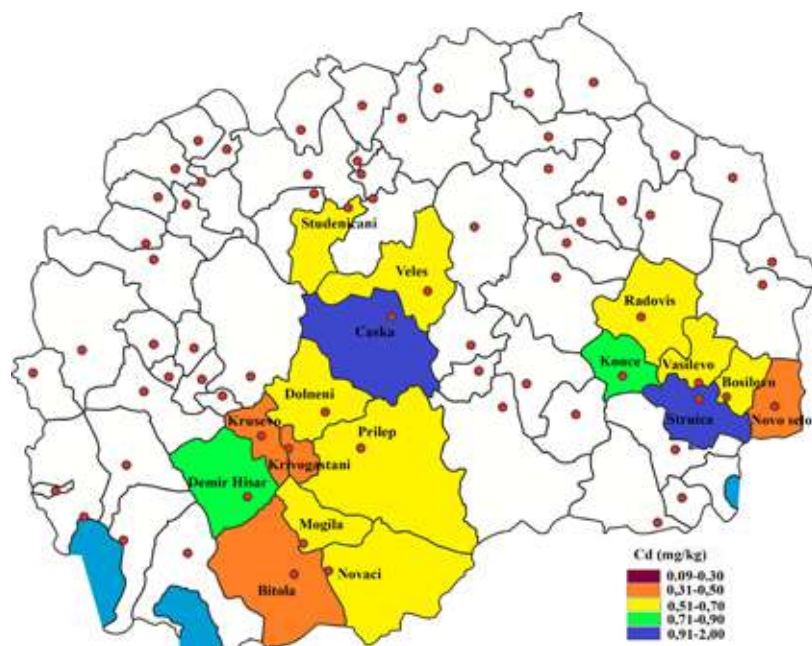 Studenicani
Veles
Caska
Radovis
Konce
Vasilevo
Bosilevo
Strumica
Novo selo
Dolneni
Krusevo
Prilep
Krivogastani
Demir Hisar
Mogila
Bitola
Novaci
Cd (mg/kg)
0,09-0,30
0,31-0,50
0,51-0,70
0,71-0,90
0,91-2,00